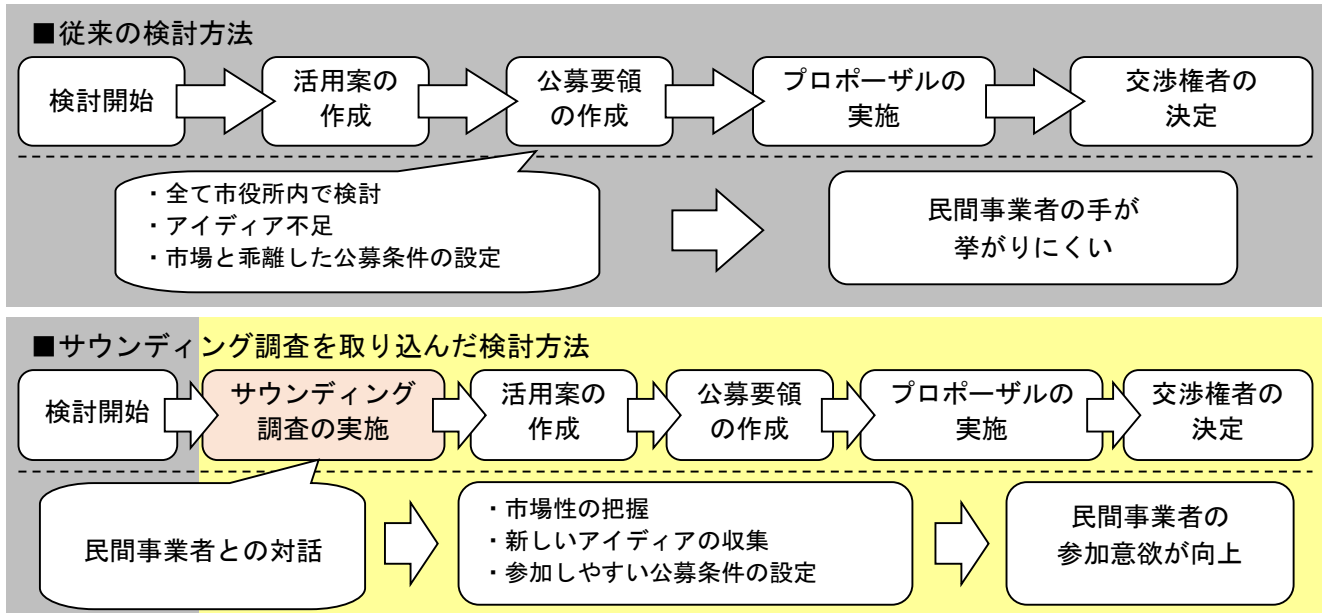 ■従来の検討方法
検討開始
活用案の
作成
公募要領
の作成
プロポーザルの
実施
交渉権者の
決定
・全て市役所内で検討
・アイディア不足
・市場と乖離した公募条件の設定
民間事業者の手が
挙がりにくい
■サウンディング調査を取り込んだ検討方法
検討開始
サウンディング
調査の実施
活用案の
作成
公募要領
の作成
プロポーザルの
実施
交渉権者の
決定
民間事業者との対話
・市場性の把握
・新しいアイディアの収集
・参加しやすい公募条件の設定
民間事業者の
参加意欲が向上